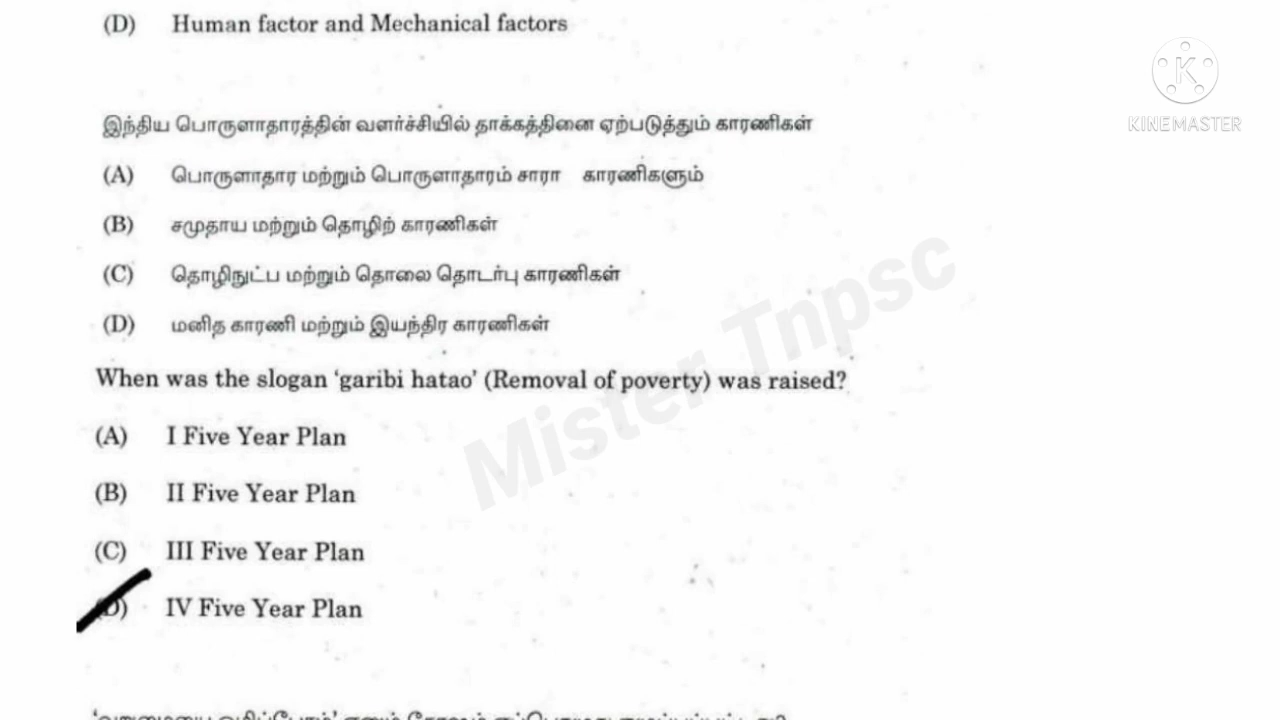 (D) Human factor and Mechanical factors
K
KINEMASTER
இந்திய பொருளாதாரத்தின் வளர்ச்சியில் தாக்கத்தினை ஏற்படுத்தும் காரணிகள்
(A) பொருளாதார மற்றும் பொருளாதாரம் சாரா காரணிகளும்
(B) சமுதாய மற்றும் தொழிற் காரணிகள்
(C) தொழிநுட்ப மற்றும் தொலை தொடர்பு காரணிகள்
(D) மனித காரணி மற்றும் இயந்திர காரணிகள்
Mister Tnpsc
When was the slogan ‘garibi hatao’ (Removal of poverty) was raised?
(A) I Five Year Plan
(B) II Five Year Plan
(C) III Five Year Plan
(D) IV Five Year Plan